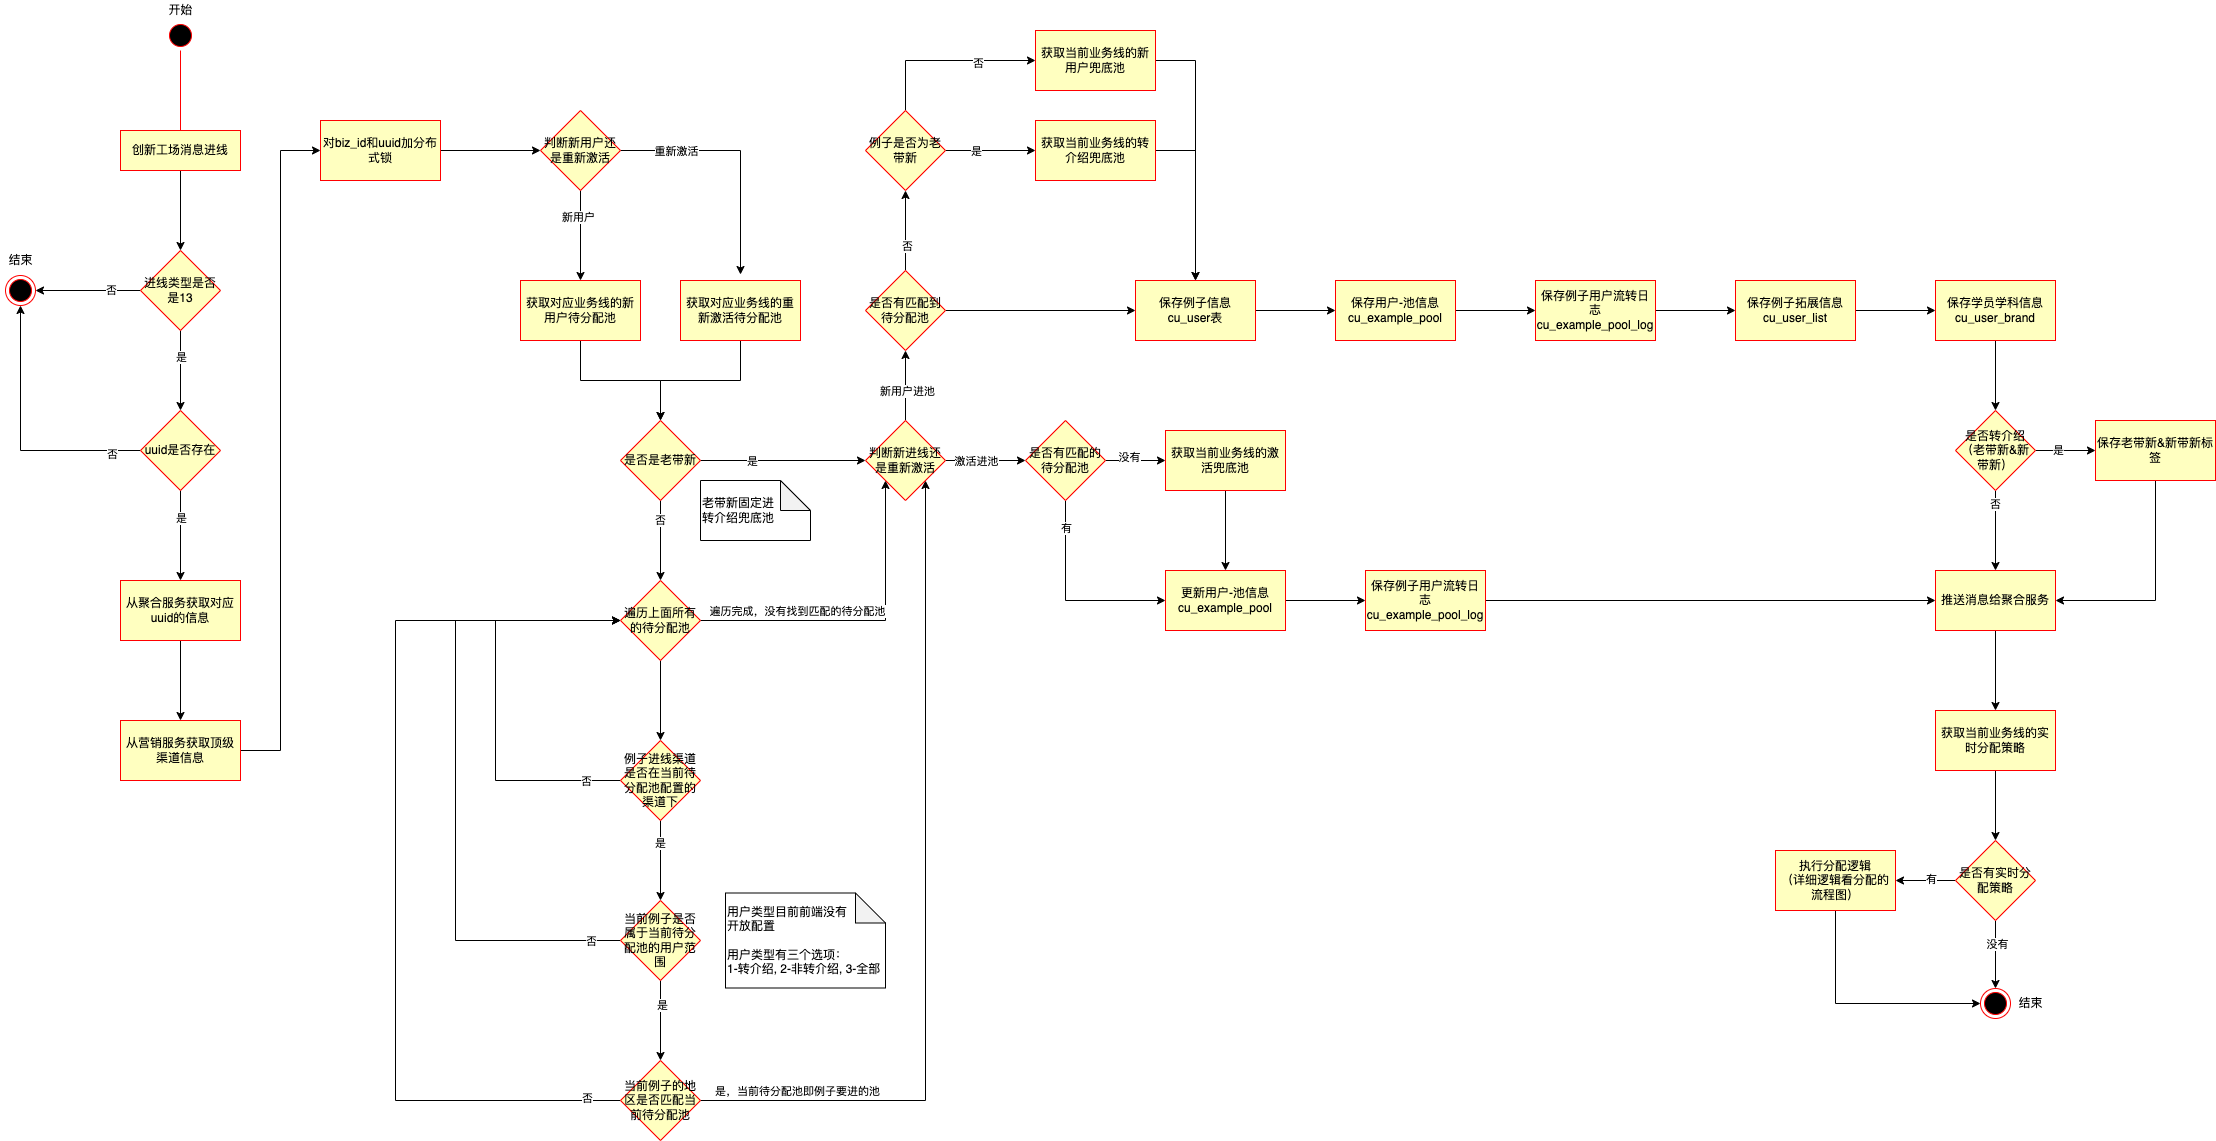 开始
创新工场消息进线
进线类型是否
是13
否
结束
是
uuid是否存在
否
是
从聚合服务获取对应
uuid的信息
从营销服务获取顶级
渠道信息
对biz_id和uuid加分布
式锁
判断新用户还
是重新激活
重新激活
新用户
获取对应业务线的新
用户待分配池
获取对应业务线的重
新激活待分配池
是否是老带新
是
老带新固定进
转介绍兜底池
否
遍历上面所有
的待分配池
遍历完成，没有找到匹配的待分配池
例子进线渠道
是否在当前待
分配池配置的
渠道下
否
是
当前例子是否
属于当前待分
配池的用户范
围
否
用户类型目前前端没有
开放配置
用户类型有三个选项：
1-转介绍, 2-非转介绍, 3-全部
是
当前例子的地
区是否匹配当
前待分配池
否
是，当前待分配池即例子要进的池
判断新进线还
是重新激活
新用户进池
激活进池
是否有匹配到
待分配池
否
例子是否为老
带新
否
是
获取当前业务线的新
用户兜底池
获取当前业务线的转
介绍兜底池
保存例子信息
cu_user表
保存用户-池信息
cu_example_pool
保存例子用户流转日
志
cu_example_pool_log
保存例子拓展信息
cu_user_list
保存学员学科信息
cu_user_brand
是否有匹配的
待分配池
没有
有
获取当前业务线的激
活兜底池
更新用户-池信息
cu_example_pool
保存例子用户流转日
志
cu_example_pool_log
是否转介绍
(老带新&新
带新)
是
保存老带新&新带新标
签
否
推送消息给聚合服务
获取当前业务线的实
时分配策略
是否有实时分
配策略
有
执行分配逻辑
（详细逻辑看分配的
流程图）
没有
结束